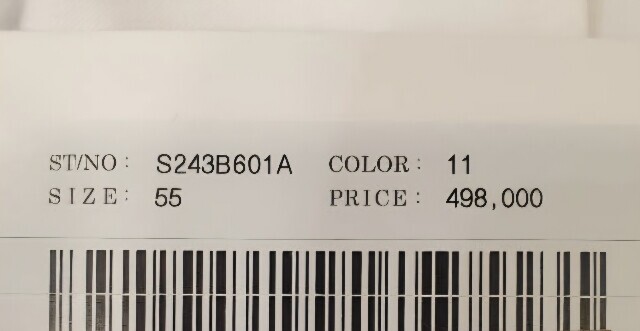 ST/NO : S243B601A COLOR : 11
SIZE : 55 PRICE : 498,000